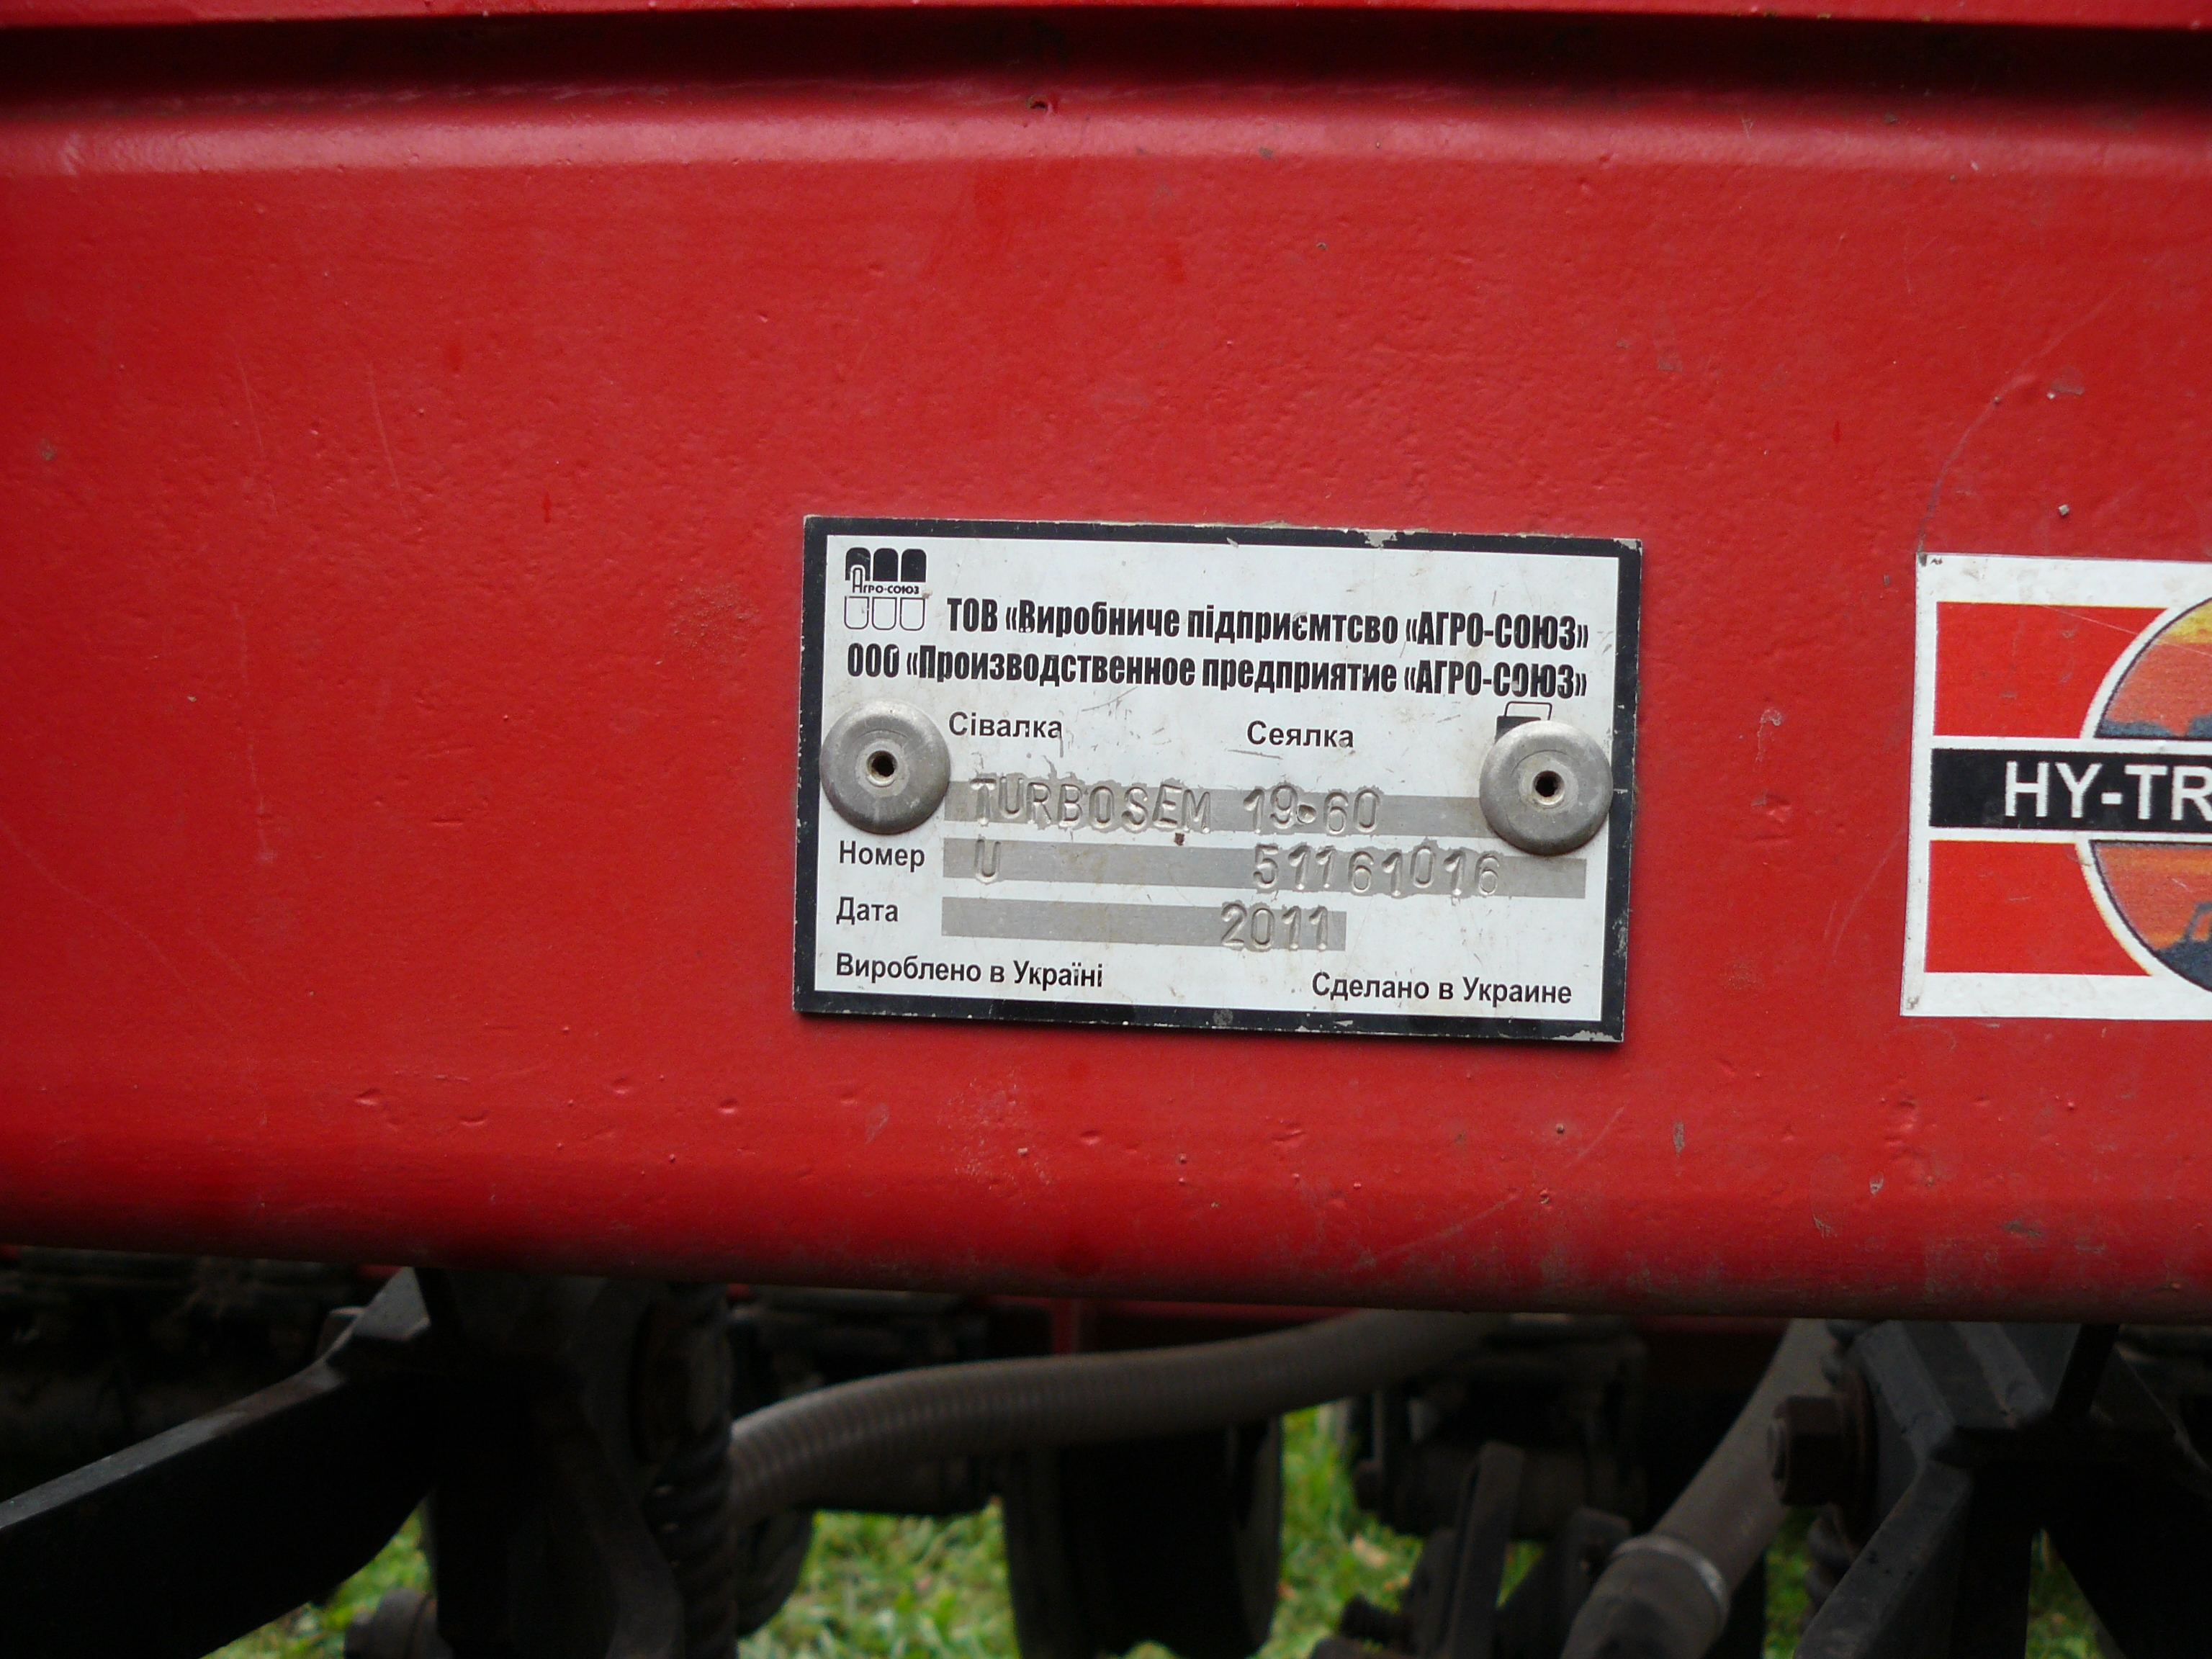 АГРО-СОЮЗ
ТОВ «Виробниче підприємтсво «АГРО-СОЮЗ»
ООО «Производственное предприятие «АГРО-СОЮЗ»
Сівалка Сеялка
TURBOSEM 19-60
Номер U 51161016
Дата 2011
Вироблено в Україні Сделано в Украине
HY-TR